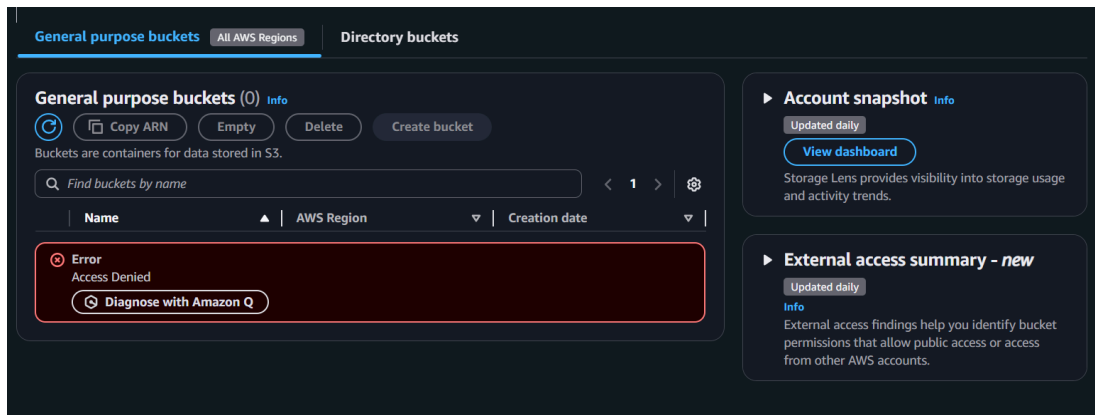 General purpose buckets All AWS Regions
Directory buckets
General purpose buckets (0) Info
Copy ARN
Empty
Delete
Create bucket
Buckets are containers for data stored in S3.
Find buckets by name
1
Name
AWS Region
Creation date
Error
Access Denied
Diagnose with Amazon Q
Account snapshot Info
Updated daily
View dashboard
Storage Lens provides visibility into storage usage
and activity trends.
External access summary - new
Updated daily
Info
External access findings help you identify bucket
permissions that allow public access or access
from other AWS accounts.